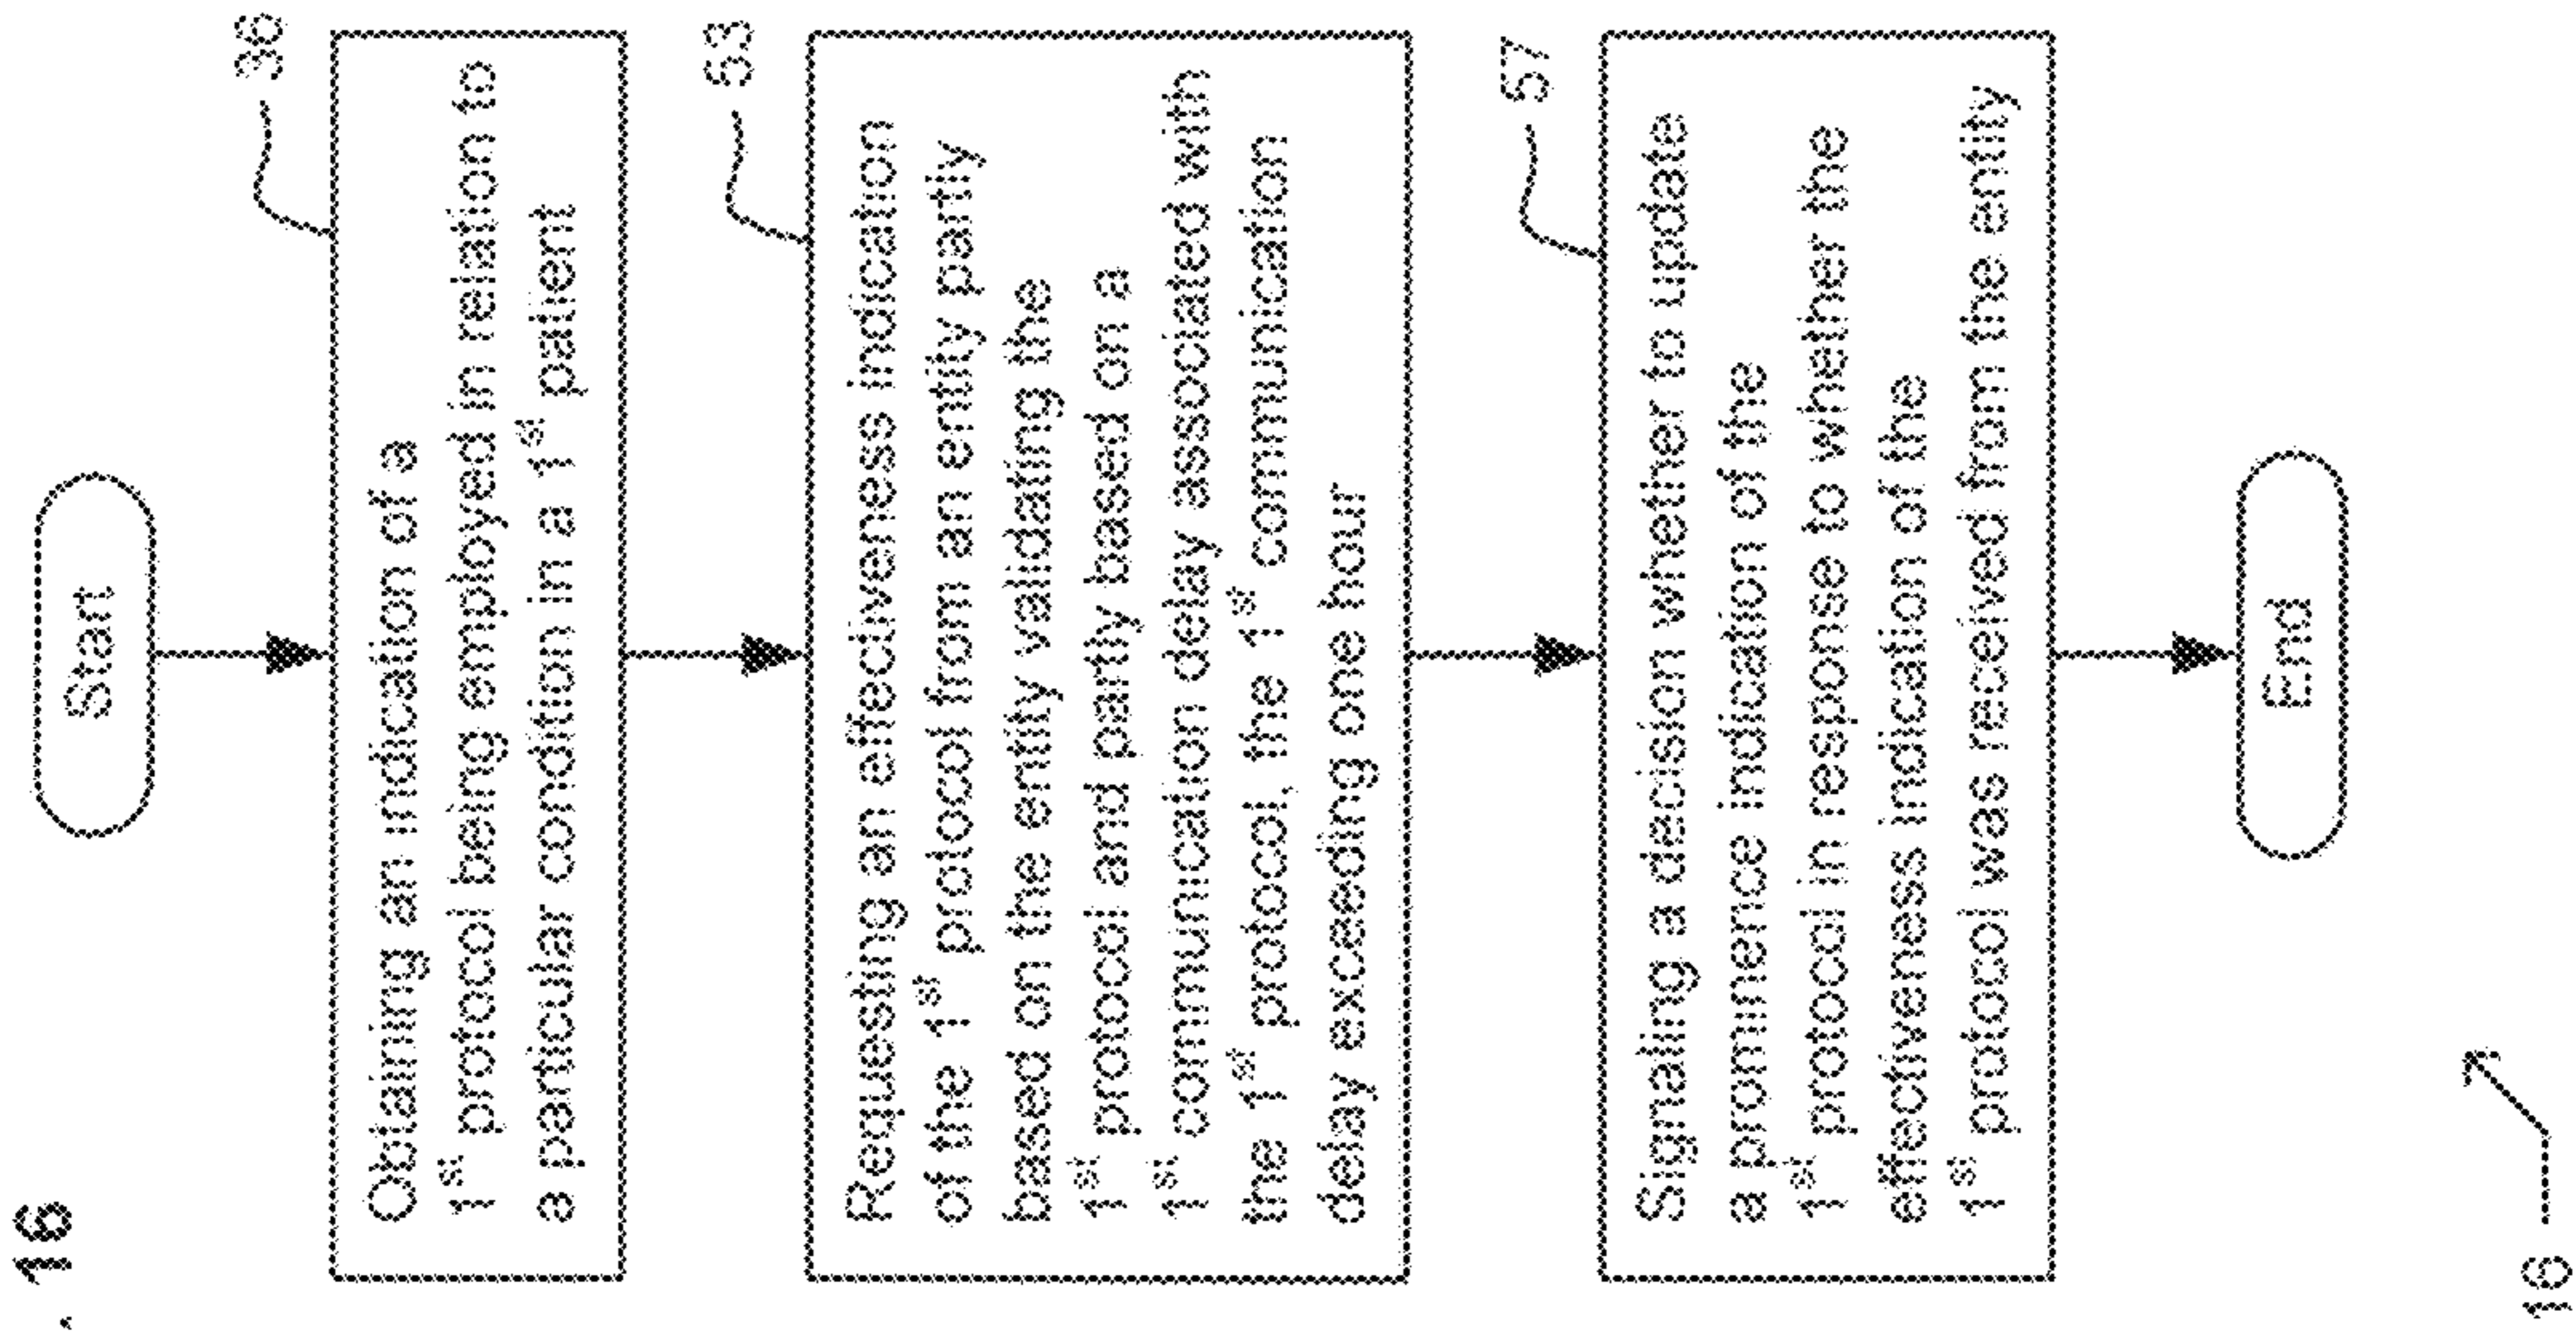 . 16
Start
36
Obtaining an indication of a
1st protocol being employed in relation to
a particular condition in a 1st patient
53
Requesting an effectiveness indication
of the 1st protocol from an entity partly
based on the entity validating the
1st protocol and partly based on a
1st communication delay associated with
the 1st protocol, the 1st communication
delay exceeding one hour
57
Signaling a decision whether to update
a prominence indication of the
1st protocol in response to whether the
effectiveness indication of the
1st protocol was received from the entity
End
16